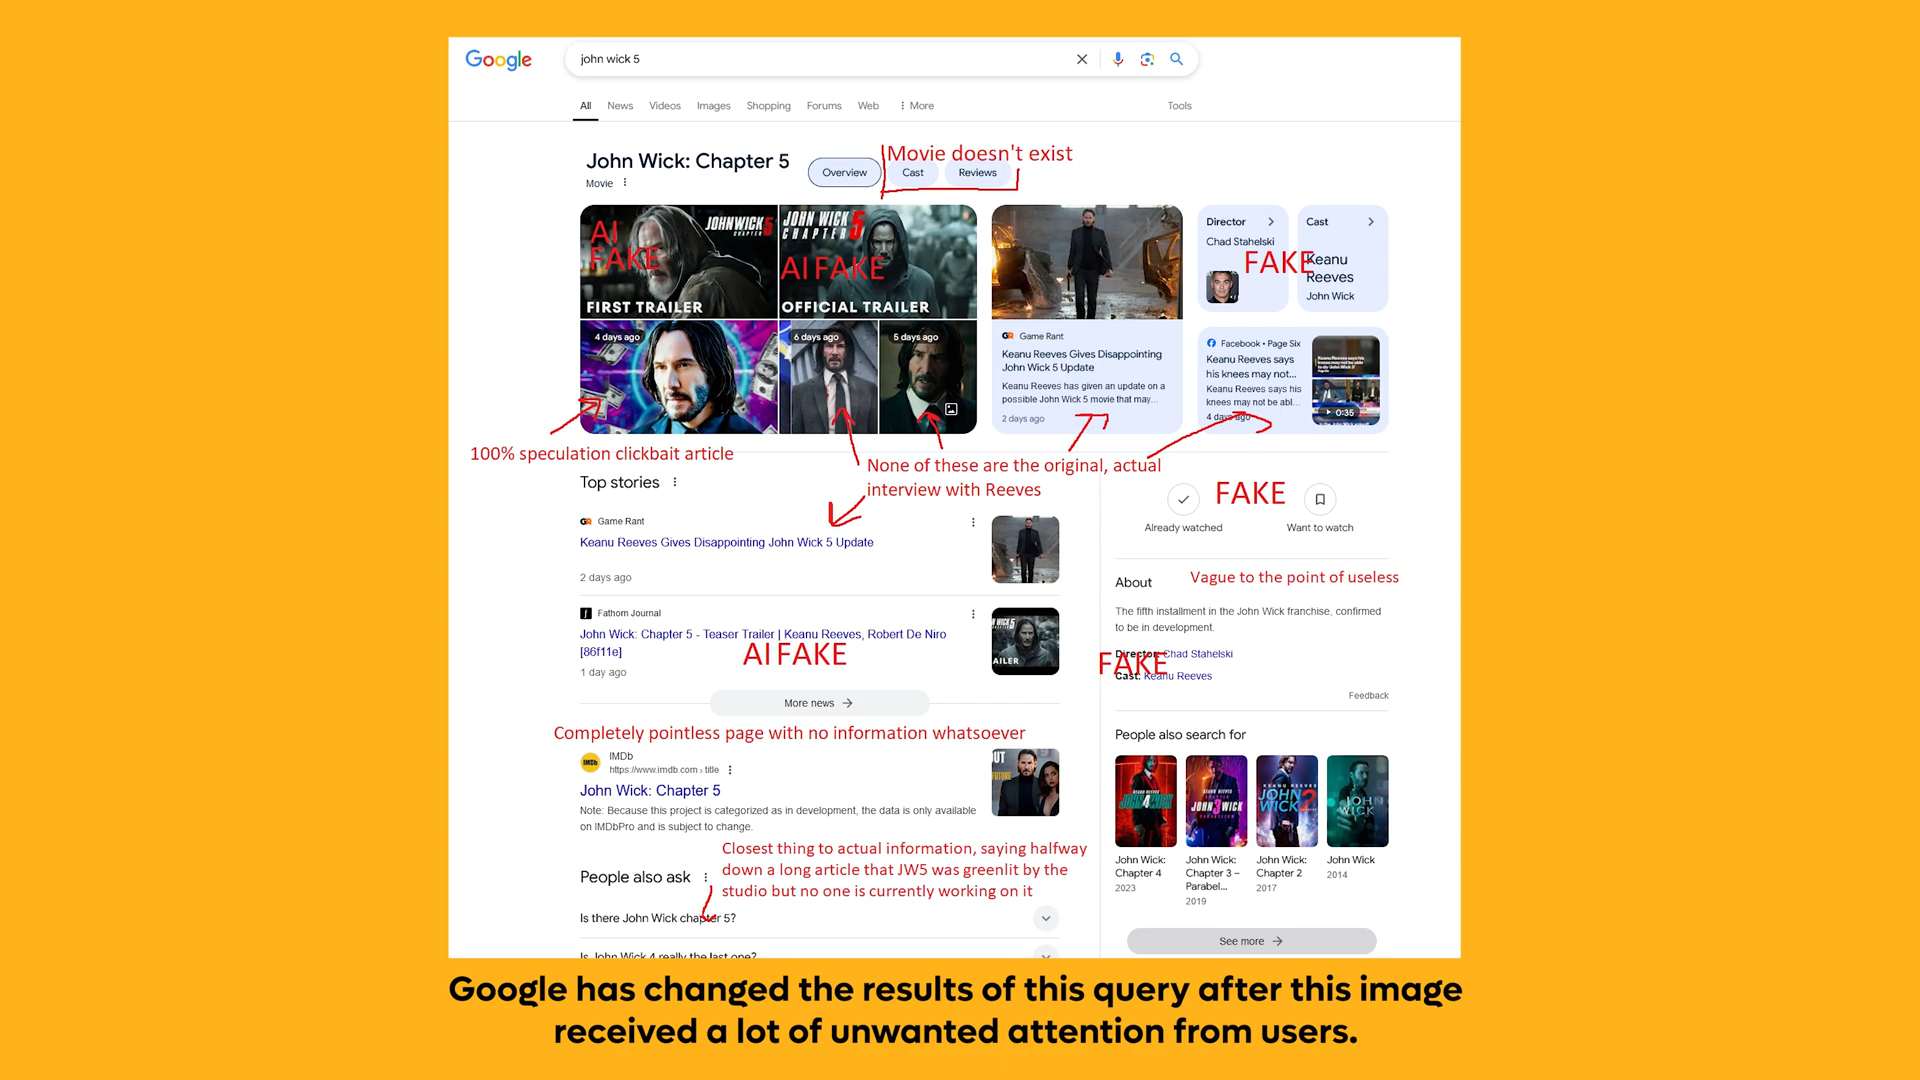 Google
john wick 5
All News Videos Images Shopping Forums Web More Tools
John Wick: Chapter 5
Movie
Overview Cast Reviews
Movie doesn't exist
JOHN WICK 5
CHAPTER
AI
FAKE
FIRST TRAILER
JOHN WICK 5
CHAPTER
AI FAKE
OFFICIAL TRAILER
4 days ago
6 days ago
5 days ago
Game Rant
Keanu Reeves Gives Disappointing
John Wick 5 Update
Keanu Reeves has given an update on a
possible John Wick 5 movie that may...
2 days ago
Director
Chad Stahelski
FAKE
Cast
Keanu
Reeves
John Wick
Facebook • Page Six
Keanu Reeves says
his knees may not...
Keanu Reeves says his
knees may not be abl...
4 days ago
0:35
100% speculation clickbait article
None of these are the original, actual
interview with Reeves
Top stories
Game Rant
Keanu Reeves Gives Disappointing John Wick 5 Update
2 days ago
Fathom Journal
John Wick: Chapter 5 - Teaser Trailer | Keanu Reeves, Robert De Niro
[86f11e]
AI FAKE
1 day ago
More news
Completely pointless page with no information whatsoever
IMDb
https://www.imdb.com › title
John Wick: Chapter 5
Note: Because this project is categorized as in development, the data is only available
on IMDbPro and is subject to change.
Closest thing to actual information, saying halfway
down a long article that JW5 was greenlit by the
studio but no one is currently working on it
People also ask
Is there John Wick chapter 5?
Is John Wick 4 really the last one?
FAKE
Already watched
Want to watch
About
Vague to the point of useless
The fifth installment in the John Wick franchise, confirmed
to be in development.
Director: Chad Stahelski
FAKE
Cast: Keanu Reeves
Feedback
People also search for
John Wick:
Chapter 4
2023
John Wick:
Chapter 3 –
Parabel...
2019
John Wick:
Chapter 2
2017
John Wick
2014
See more
Google has changed the results of this query after this image
received a lot of unwanted attention from users.